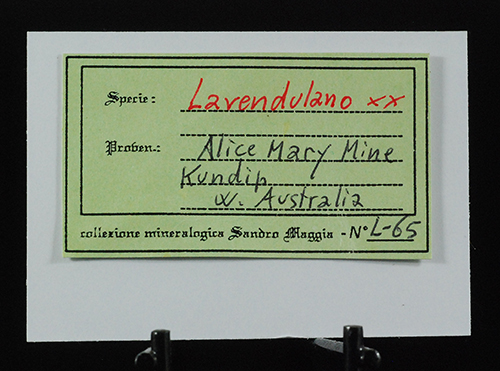 Specie: Lavendulano xx
Proven.: Alice Mary Mine
Kundip
W. Australia
collezione mineralogica Sandro Maggia - N° L-65